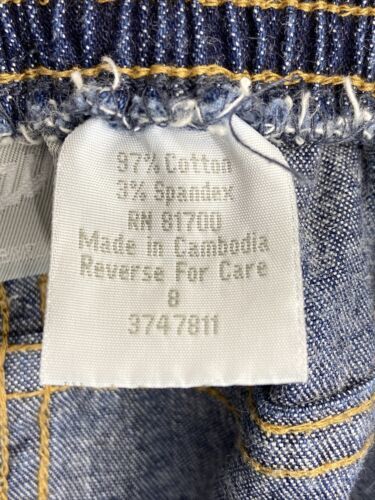 97% Cotton
3% Spandex
RN 81700
Made in Cambodia
Reverse For Care
8
3747811